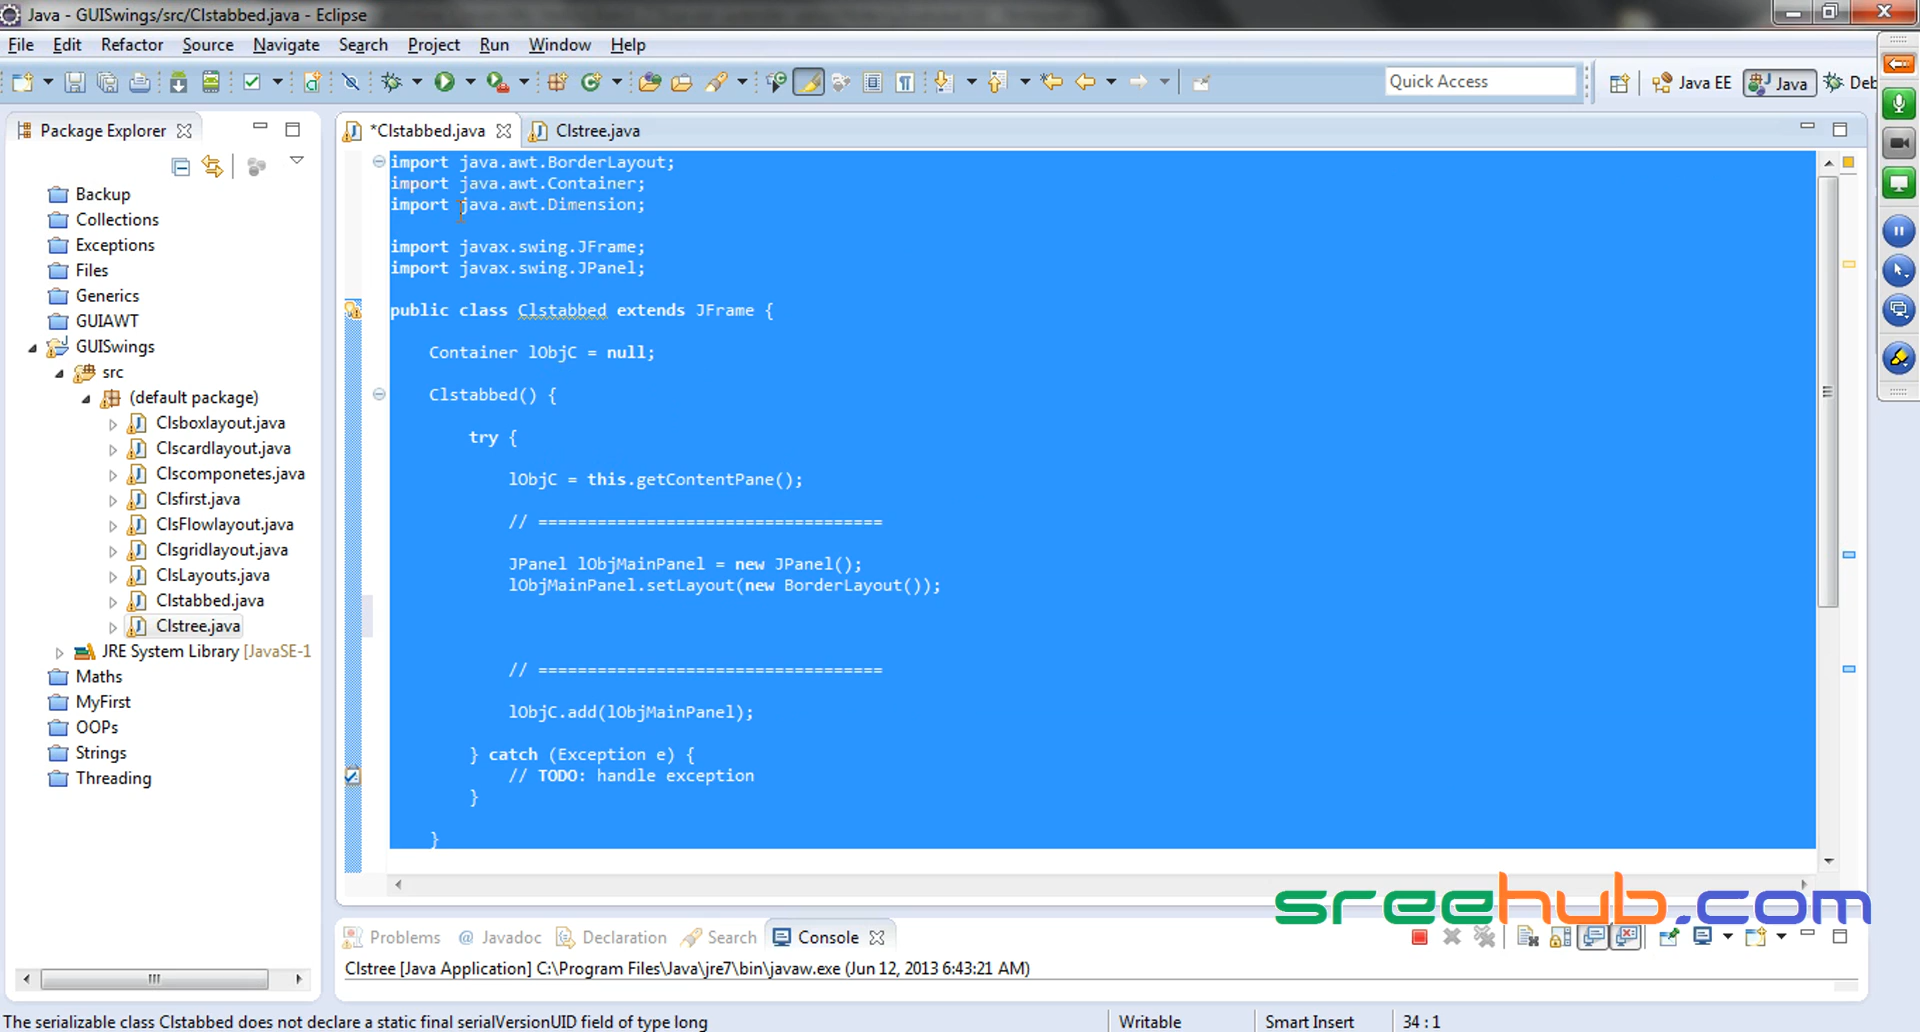 Java - GUISwings/src/Clstabbed.java - Eclipse
File Edit Refactor Source Navigate Search Project Run Window Help
Quick Access Java EE Java Deb
Package Explorer
*Clstabbed.java Clstree.java
Backup
Collections
Exceptions
Files
Generics
GUIAWT
GUISwings
src
(default package)
Clsboxlayout.java
Clscardlayout.java
Clscomponetes.java
Clsfirst.java
ClsFlowlayout.java
Clsgridlayout.java
ClsLayouts.java
Clstabbed.java
Clstree.java
JRE System Library [JavaSE-1
Maths
MyFirst
OOPs
Strings
Threading
import java.awt.BorderLayout;
import java.awt.Container;
import java.awt.Dimension;
import javax.swing.JFrame;
import javax.swing.JPanel;
public class Clstabbed extends JFrame {
Container lObjC = null;
Clstabbed() {
try {
lObjC = this.getContentPane();
// ===================================
JPanel lObjMainPanel = new JPanel();
lObjMainPanel.setLayout(new BorderLayout());
// ===================================
lObjC.add(lObjMainPanel);
} catch (Exception e) {
// TODO: handle exception
}
}
sreehub.com
Problems @ Javadoc Declaration Search Console
Clstree [Java Application] C:\Program Files\Java\jre7\bin\javaw.exe (Jun 12, 2013 6:43:21 AM)
The serializable class Clstabbed does not declare a static final serialVersionUID field of type long
Writable Smart Insert 34 : 1